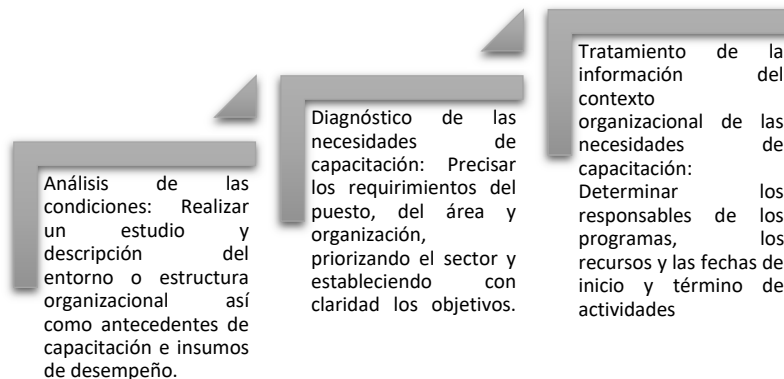 Análisis de las
condiciones: Realizar
un estudio y
descripción del
entorno o estructura
organizacional así
como antecedentes de
capacitación e insumos
de desempeño.
Diagnóstico de las
necesidades de
capacitación: Precisar
los requirimientos del
puesto, del área y
organización,
priorizando el sector y
estableciendo con
claridad los objetivos.
Tratamiento de la
información del
contexto
organizacional de las
necesidades de
capacitación:
Determinar los
responsables de los
programas, los
recursos y las fechas de
inicio y término de
actividades